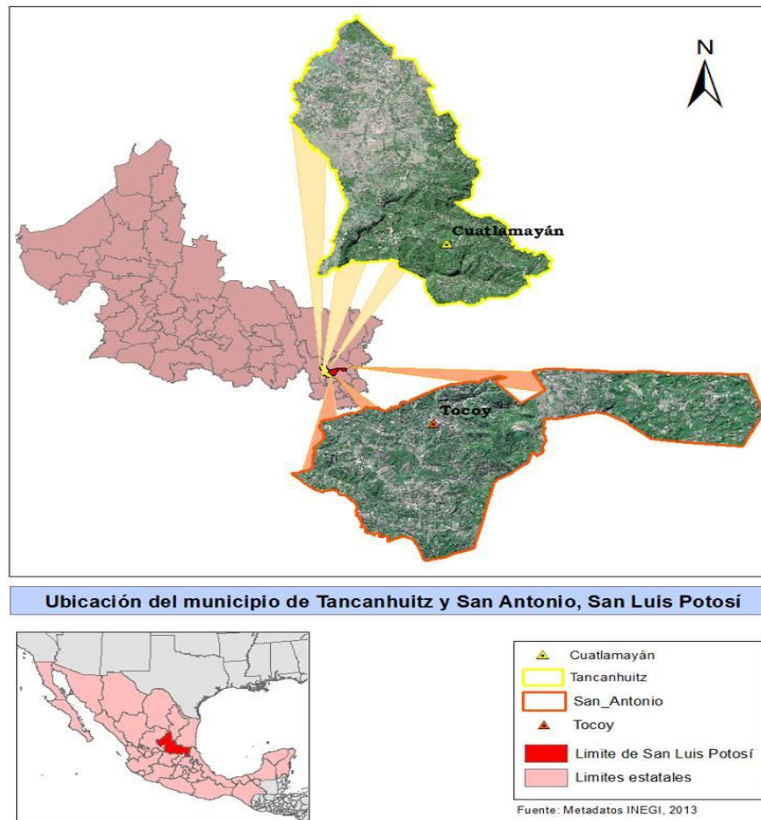 N
Cuatlamayán
Tocoy
Ubicación del municipio de Tancanhuitz y San Antonio, San Luis Potosí
Cuatlamayán
Tancanhuitz
San_Antonio
Tocoy
Limite de San Luis Potosí
Limites estatales
Fuente: Metadatos INEGI, 2013